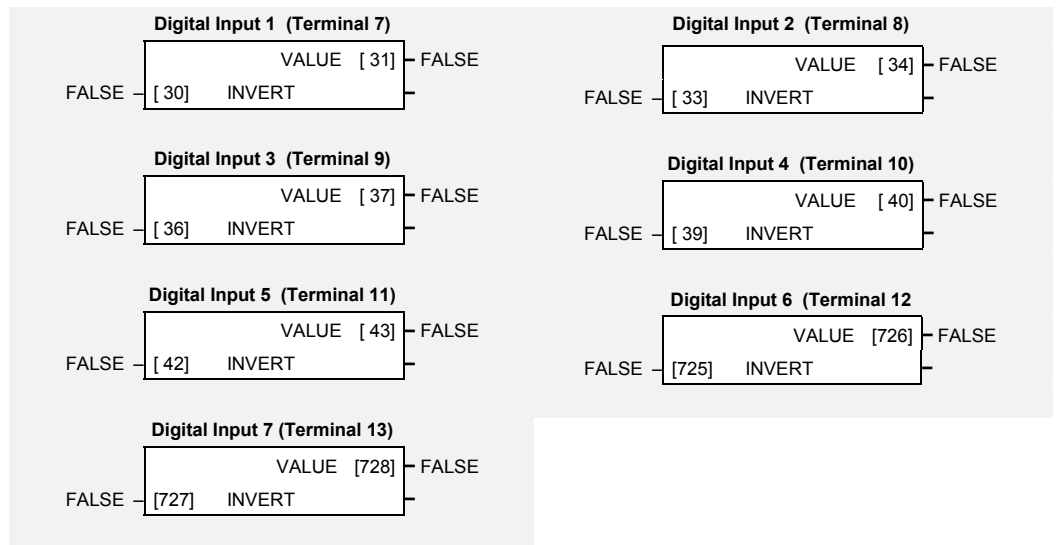 Digital Input 1 (Terminal 7)
VALUE [ 31] FALSE
FALSE [ 30] INVERT
Digital Input 2 (Terminal 8)
VALUE [ 34] FALSE
FALSE [ 33] INVERT
Digital Input 3 (Terminal 9)
VALUE [ 37] FALSE
FALSE [ 36] INVERT
Digital Input 4 (Terminal 10)
VALUE [ 40] FALSE
FALSE [ 39] INVERT
Digital Input 5 (Terminal 11)
VALUE [ 43] FALSE
FALSE [ 42] INVERT
Digital Input 6 (Terminal 12
VALUE [726] FALSE
FALSE [725] INVERT
Digital Input 7 (Terminal 13)
VALUE [728] FALSE
FALSE [727] INVERT